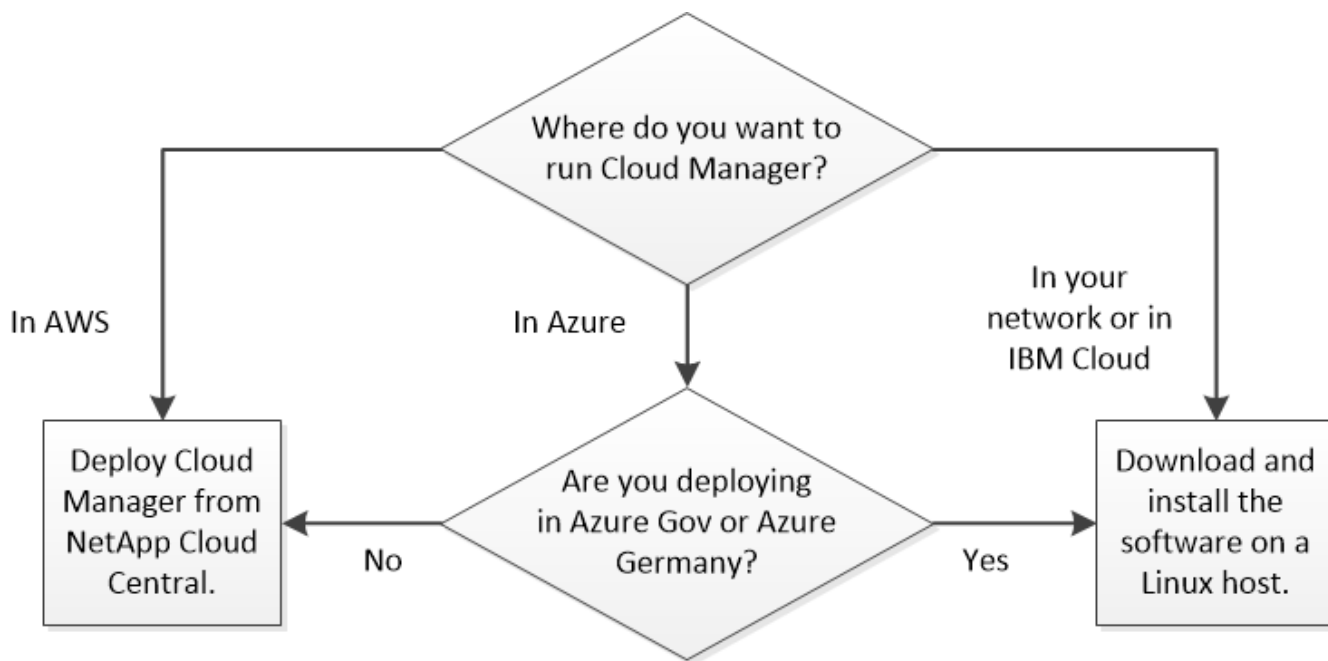 Where do you want to
run Cloud Manager?
In AWS
In Azure
In your
network or in
IBM Cloud
Deploy Cloud
Manager from
NetApp Cloud
Central.
No
Are you deploying
in Azure Gov or Azure
Germany?
Yes
Download and
install the
software on a
Linux host.